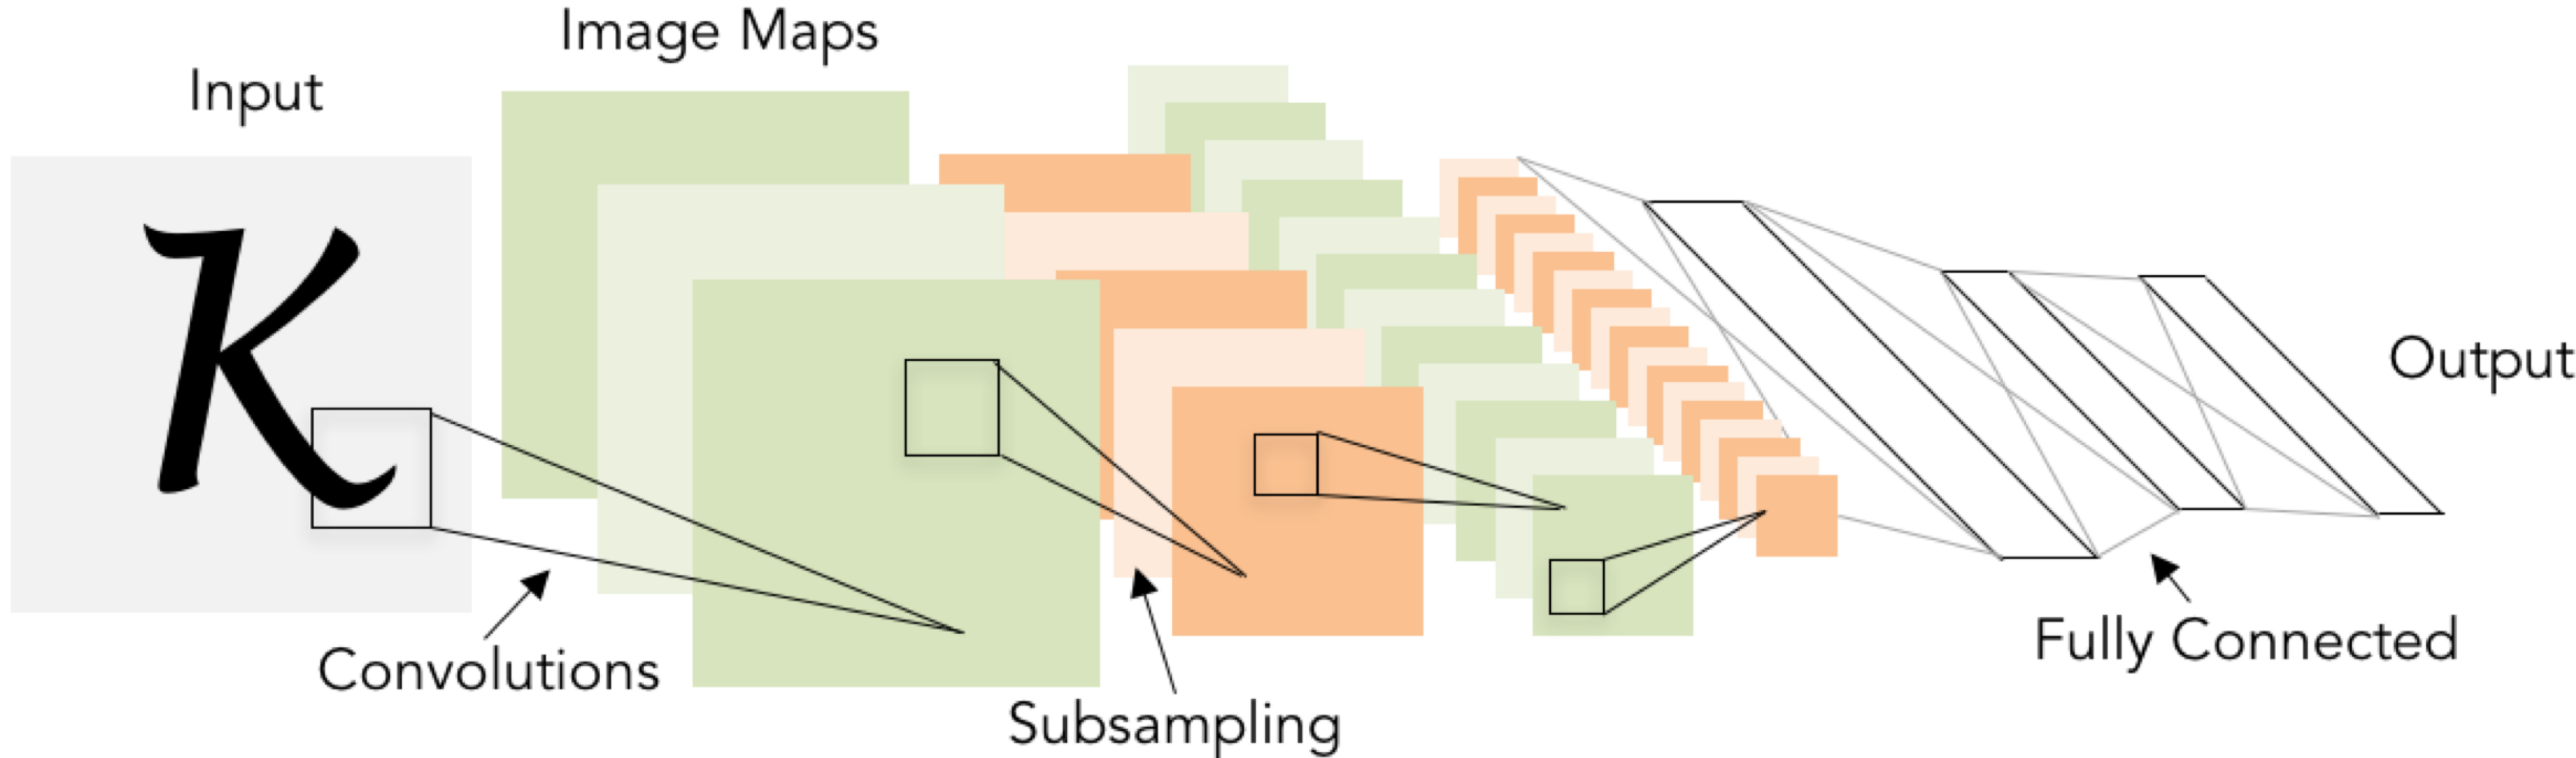 Image Maps
Input
K
Output
Convolutions
Fully Connected
Subsampling